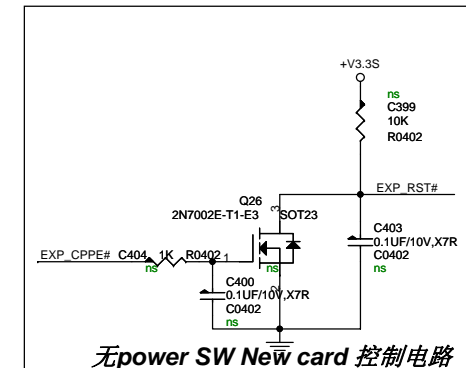 +V3.3S
ns
C399
10K
R0402
EXP_RST#
Q26
2N7002E-T1-E3
SOT23
3
C403
0.1UF/10V,X7R
C0402
ns
EXP_CPPE#
C404
1K
R0402
1
ns
ns
2
C400
0.1UF/10V,X7R
C0402
ns
无power SW New card 控制电路